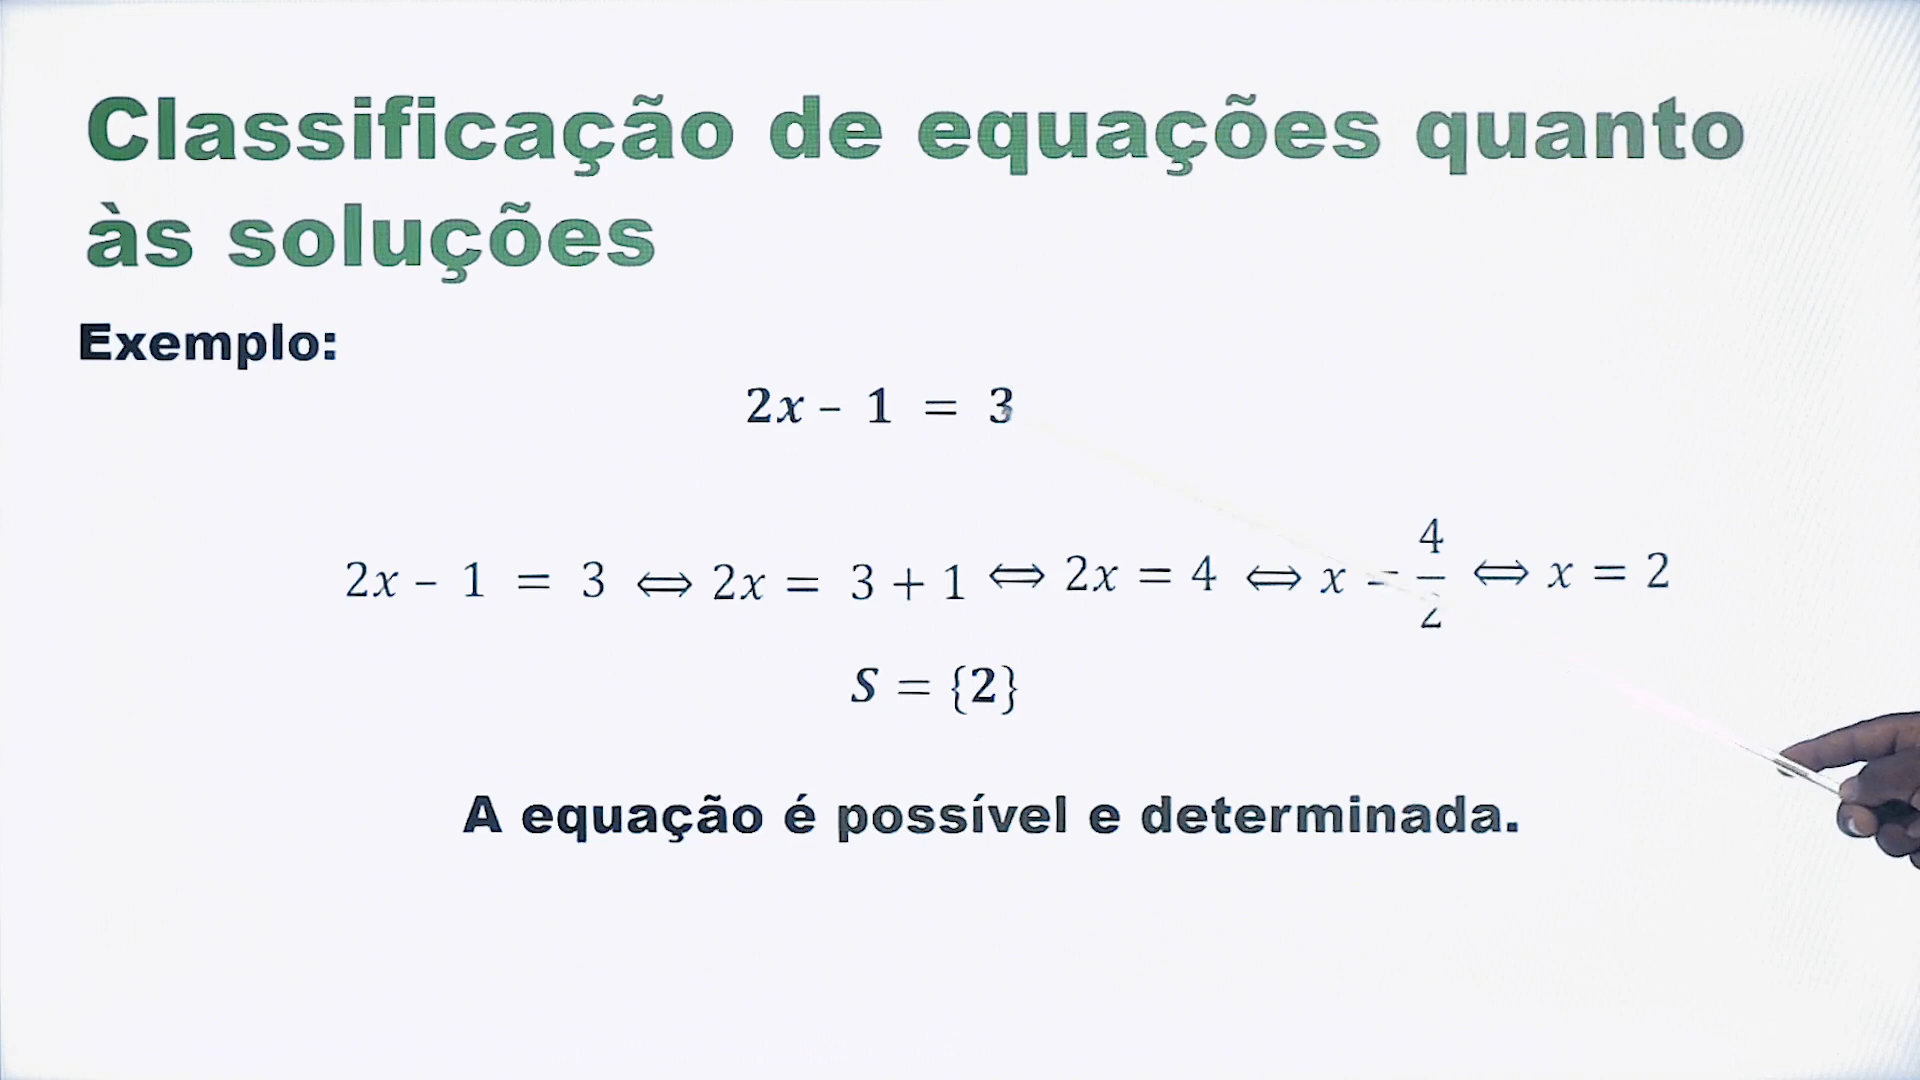 Classificação de equações quanto
às soluções
Exemplo:
2x – 1 = 3
2x – 1 = 3 ⟺ 2x = 3 + 1 ⟺ 2x = 4 ⟺ x = 4/2 ⟺ x = 2
S = {2}
A equação é possível e determinada.